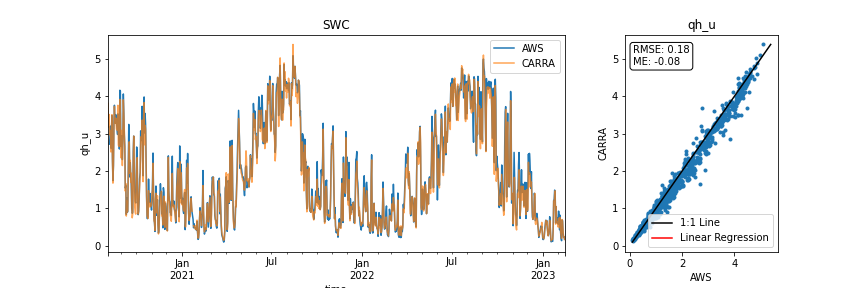 SWC
qh_u
AWS
CARRA
5
4
3
2
1
0
qh_u
Jan
2021
Jul
Jan
2022
Jul
Jan
2023
time
qh_u
RMSE: 0.18
ME: -0.08
5
4
3
2
1
0
CARRA
1:1 Line
Linear Regression
0
2
4
AWS